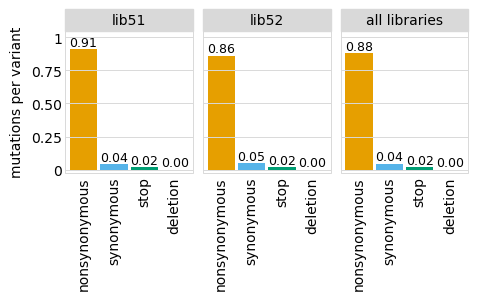 lib51 lib52 all libraries
mutations per variant
1
0.75
0.50
0.25
0
0.91 0.04 0.02 0.00
0.86 0.05 0.02 0.00
0.88 0.04 0.02 0.00
nonsynonymous synonymous stop deletion
nonsynonymous synonymous stop deletion
nonsynonymous synonymous stop deletion